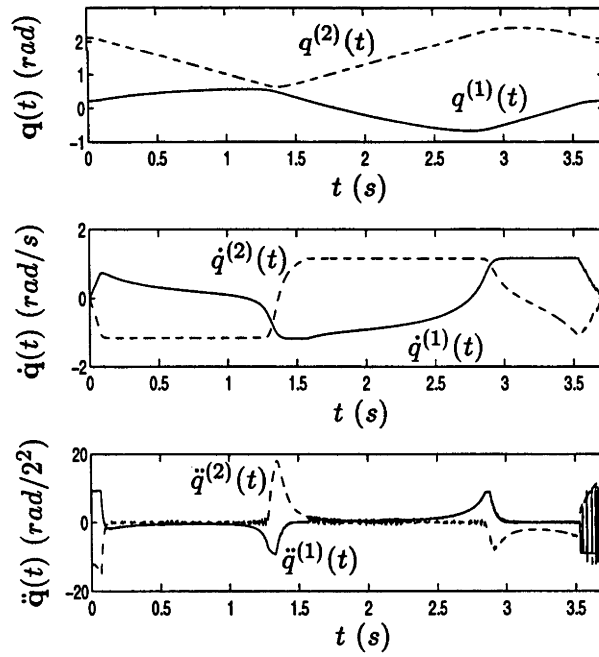 q(t) (rad)
2
1
0
-1
q⁽²⁾(t)
q⁽¹⁾(t)
0 0.5 1 1.5 2 2.5 3 3.5
t (s)
q̇(t) (rad/s)
2
0
-2
q̇⁽²⁾(t)
q̇⁽¹⁾(t)
0 0.5 1 1.5 2 2.5 3 3.5
t (s)
q̈(t) (rad/2²)
20
0
-20
q̈⁽²⁾(t)
q̈⁽¹⁾(t)
0 0.5 1 1.5 2 2.5 3 3.5
t (s)